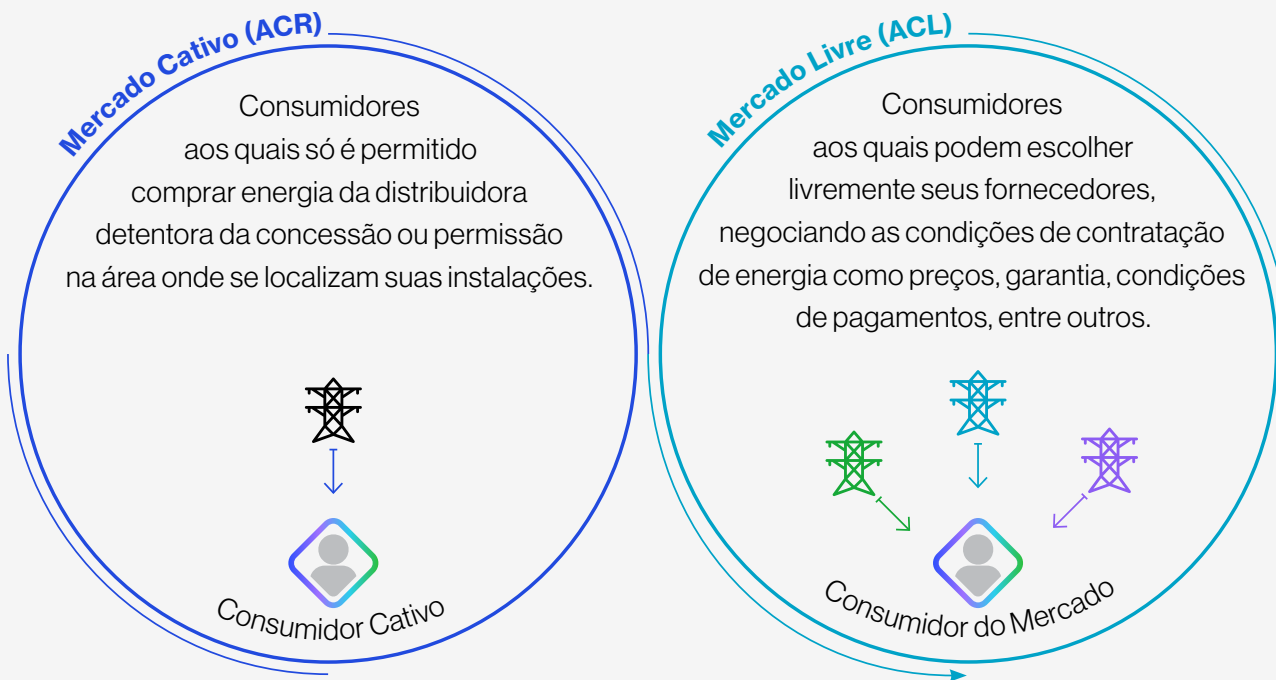 Mercado Cativo (ACR)
Consumidores
aos quais só é permitido
comprar energia da distribuidora
detentora da concessão ou permissão
na área onde se localizam suas instalações.
Consumidor Cativo
Mercado Livre (ACL)
Consumidores
aos quais podem escolher
livremente seus fornecedores,
negociando as condições de contratação
de energia como preços, garantia, condições
de pagamentos, entre outros.
Consumidor do Mercado